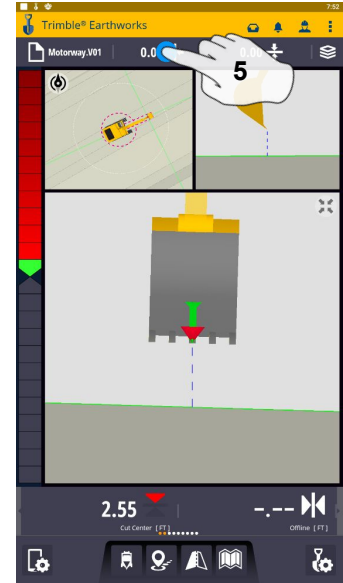 7:52
Trimble® Earthworks
Motorway.V01
0.0
0.00
5
2.55
-.--
Cut Center [FT]
Offline [FT]